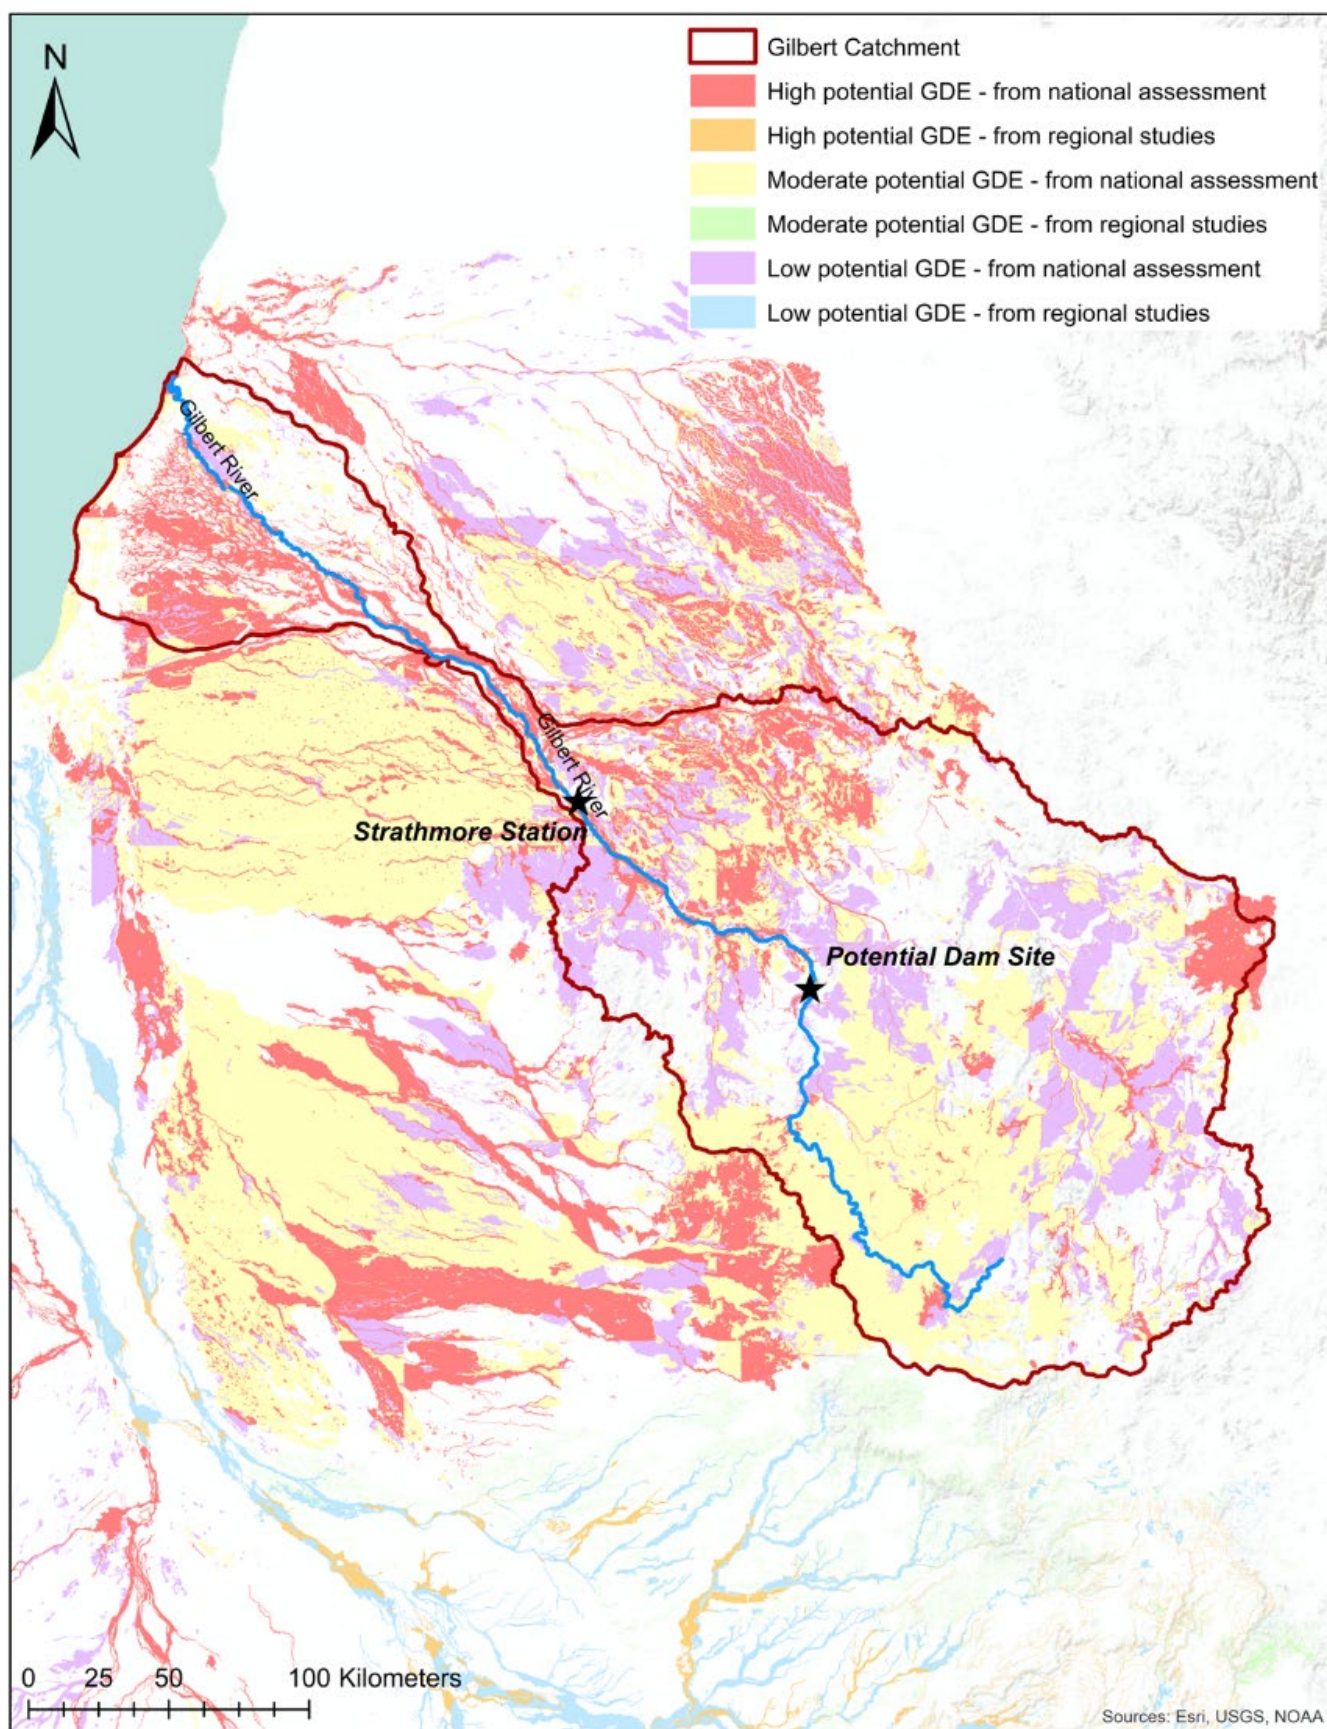 N
Gilbert Catchment
High potential GDE - from national assessment
High potential GDE - from regional studies
Moderate potential GDE - from national assessment
Moderate potential GDE - from regional studies
Low potential GDE - from national assessment
Low potential GDE - from regional studies
Gilbert River
Gilbert River
Strathmore Station
Potential Dam Site
0 25 50 100 Kilometers
Sources: Esri, USGS, NOAA